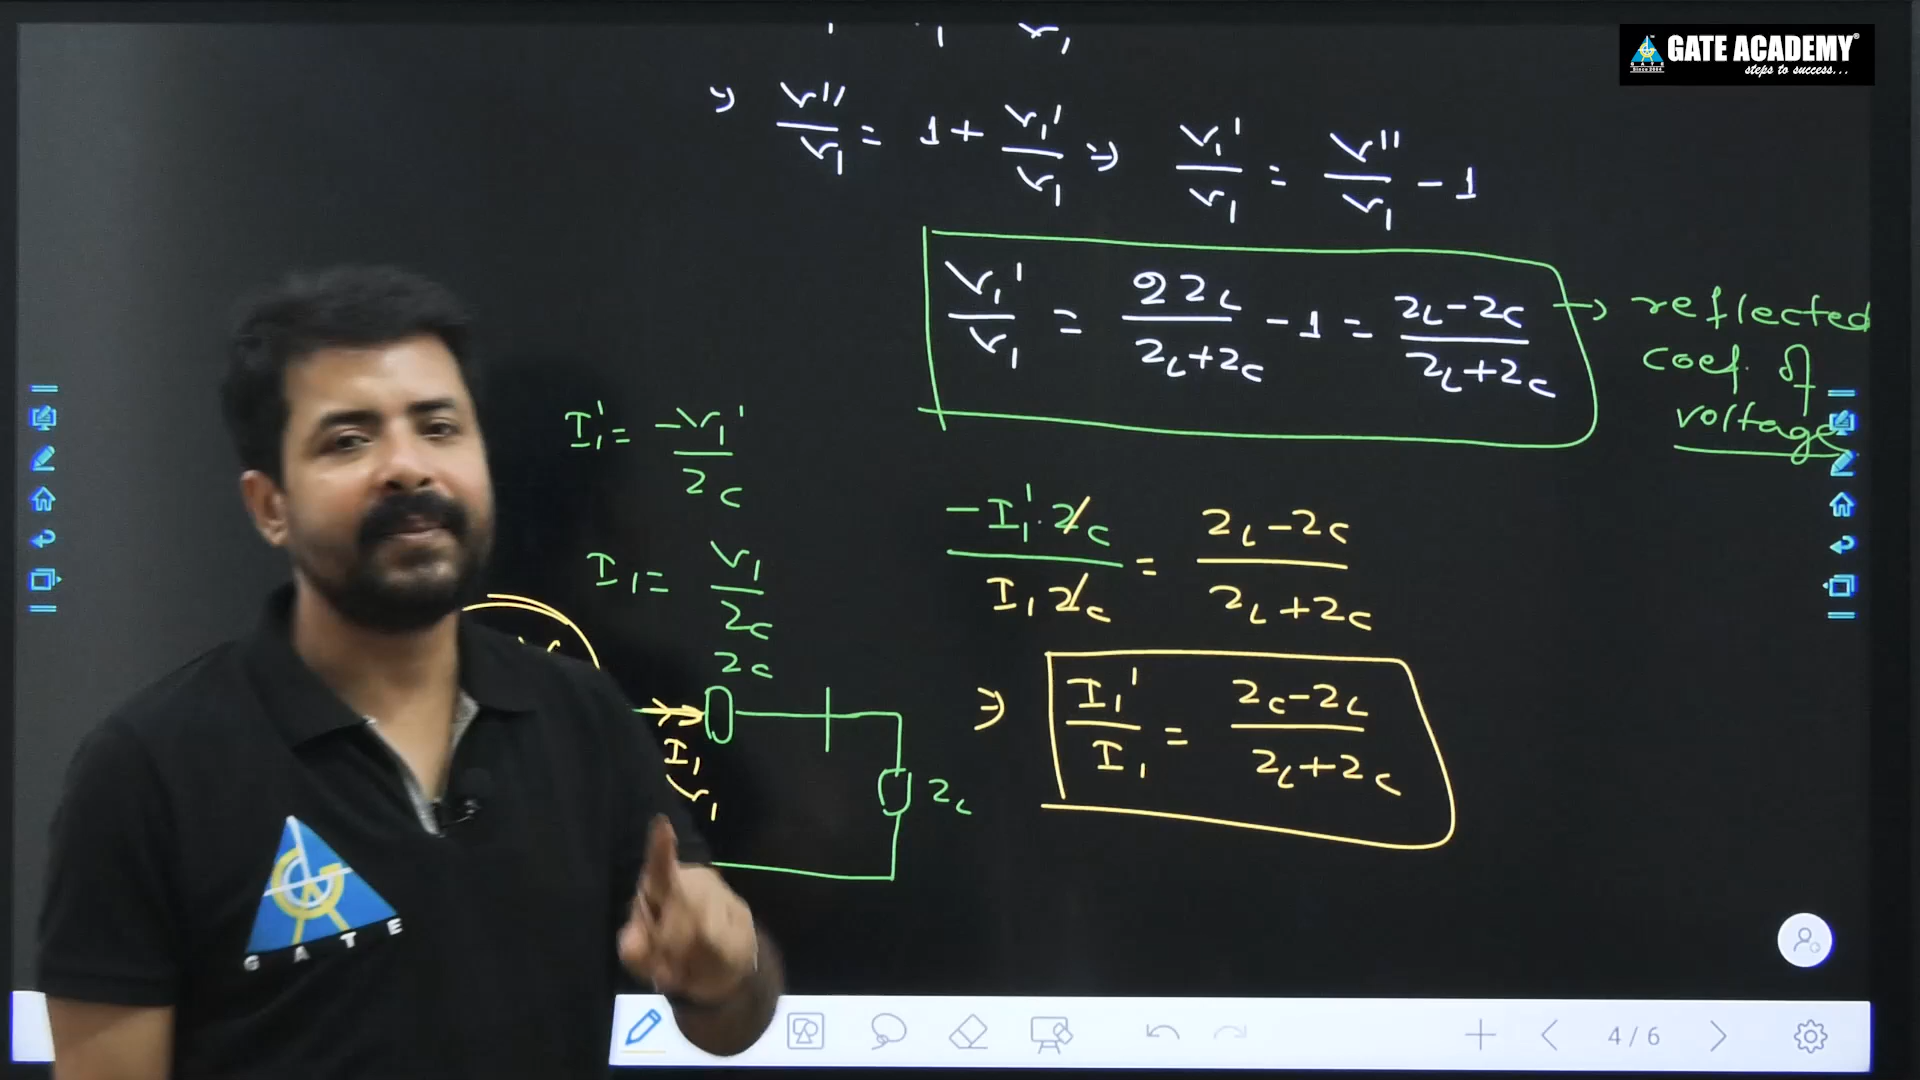 GATE ACADEMY
steps to success...
V₁
⇒ V''/V₁ = 1 + V₁'/V₁ ⇒ V₁'/V₁ = V''/V₁ - 1
V₁'/V₁ = 2Z_L/(Z_L+Z_C) - 1 = (Z_L-Z_C)/(Z_L+Z_C) → reflected
coef. of
voltage
I₁' = -V₁'/Z_C
-I₁'·Z_C/(I₁Z_C) = (Z_L-Z_C)/(Z_L+Z_C)
I₁ = V₁/Z_C
Z_C
⇒ I₁'/I₁ = (Z_C-Z_L)/(Z_L+Z_C)
I₁
V₁
Z_L
G A T E
4 / 6